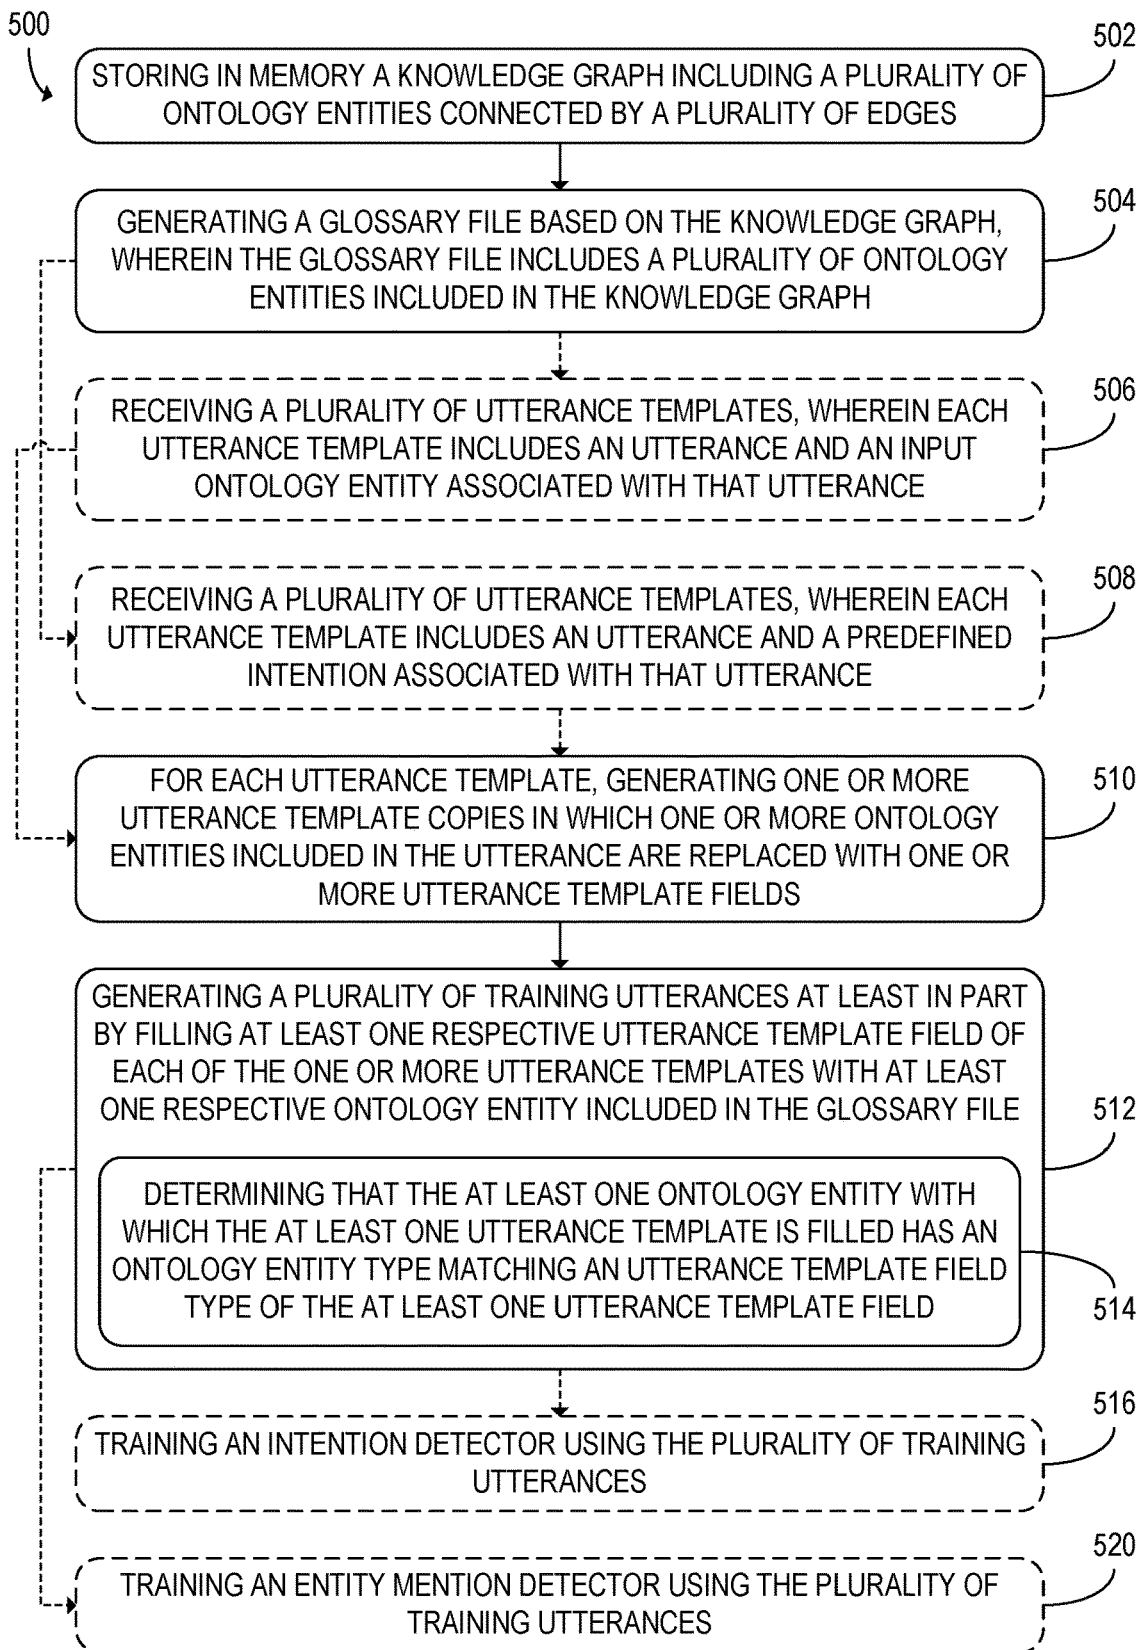 500
502
STORING IN MEMORY A KNOWLEDGE GRAPH INCLUDING A PLURALITY OF
ONTOLOGY ENTITIES CONNECTED BY A PLURALITY OF EDGES
504
GENERATING A GLOSSARY FILE BASED ON THE KNOWLEDGE GRAPH,
WHEREIN THE GLOSSARY FILE INCLUDES A PLURALITY OF ONTOLOGY
ENTITIES INCLUDED IN THE KNOWLEDGE GRAPH
506
RECEIVING A PLURALITY OF UTTERANCE TEMPLATES, WHEREIN EACH
UTTERANCE TEMPLATE INCLUDES AN UTTERANCE AND AN INPUT
ONTOLOGY ENTITY ASSOCIATED WITH THAT UTTERANCE
508
RECEIVING A PLURALITY OF UTTERANCE TEMPLATES, WHEREIN EACH
UTTERANCE TEMPLATE INCLUDES AN UTTERANCE AND A PREDEFINED
INTENTION ASSOCIATED WITH THAT UTTERANCE
510
FOR EACH UTTERANCE TEMPLATE, GENERATING ONE OR MORE
UTTERANCE TEMPLATE COPIES IN WHICH ONE OR MORE ONTOLOGY
ENTITIES INCLUDED IN THE UTTERANCE ARE REPLACED WITH ONE OR
MORE UTTERANCE TEMPLATE FIELDS
GENERATING A PLURALITY OF TRAINING UTTERANCES AT LEAST IN PART
BY FILLING AT LEAST ONE RESPECTIVE UTTERANCE TEMPLATE FIELD OF
EACH OF THE ONE OR MORE UTTERANCE TEMPLATES WITH AT LEAST
ONE RESPECTIVE ONTOLOGY ENTITY INCLUDED IN THE GLOSSARY FILE
512
DETERMINING THAT THE AT LEAST ONE ONTOLOGY ENTITY WITH
WHICH THE AT LEAST ONE UTTERANCE TEMPLATE IS FILLED HAS AN
ONTOLOGY ENTITY TYPE MATCHING AN UTTERANCE TEMPLATE FIELD
TYPE OF THE AT LEAST ONE UTTERANCE TEMPLATE FIELD
514
516
TRAINING AN INTENTION DETECTOR USING THE PLURALITY OF TRAINING
UTTERANCES
520
TRAINING AN ENTITY MENTION DETECTOR USING THE PLURALITY OF
TRAINING UTTERANCES